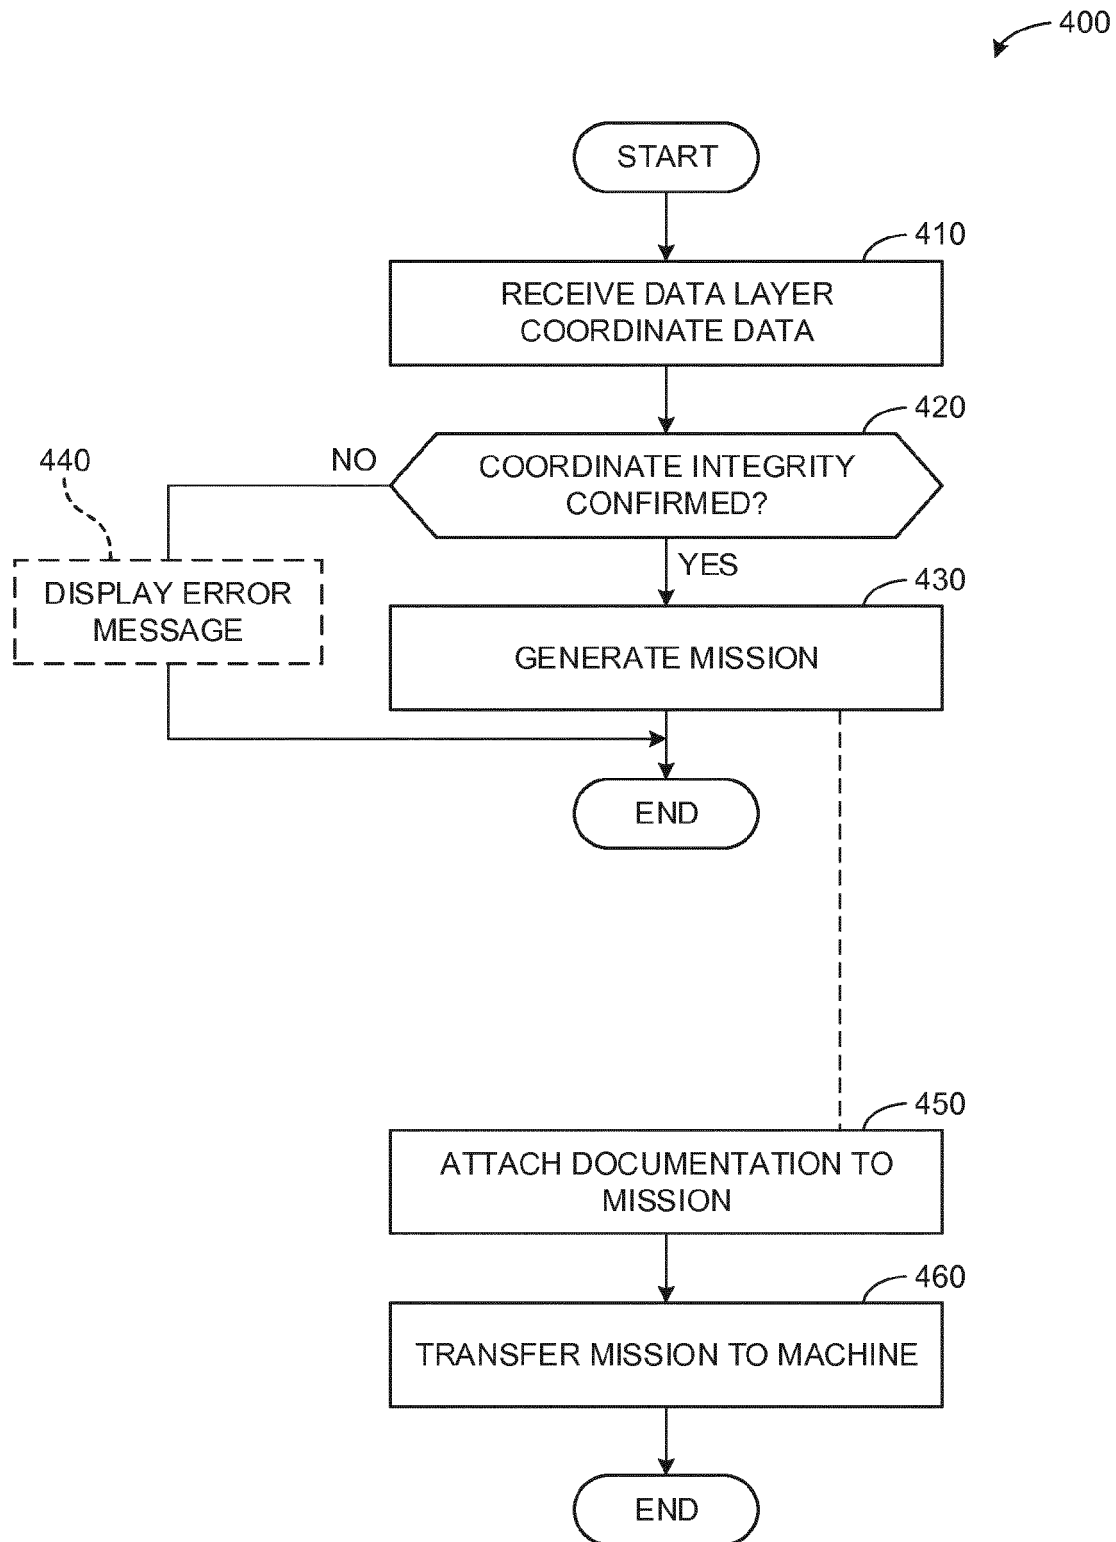 400
START
410
RECEIVE DATA LAYER
COORDINATE DATA
420
COORDINATE INTEGRITY
CONFIRMED?
NO
440
YES
DISPLAY ERROR
MESSAGE
430
GENERATE MISSION
END
450
ATTACH DOCUMENTATION TO
MISSION
460
TRANSFER MISSION TO MACHINE
END